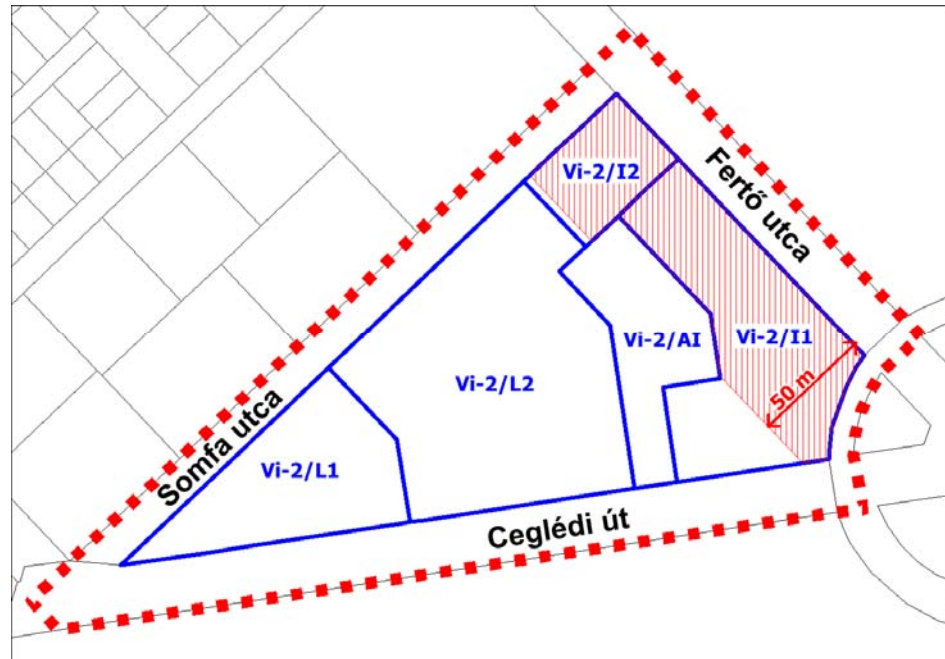 Vi-2/I2
Fertő utca
Vi-2/AI
Vi-2/I1
50 m
Vi-2/L2
Somfa utca
Vi-2/L1
Ceglédi út